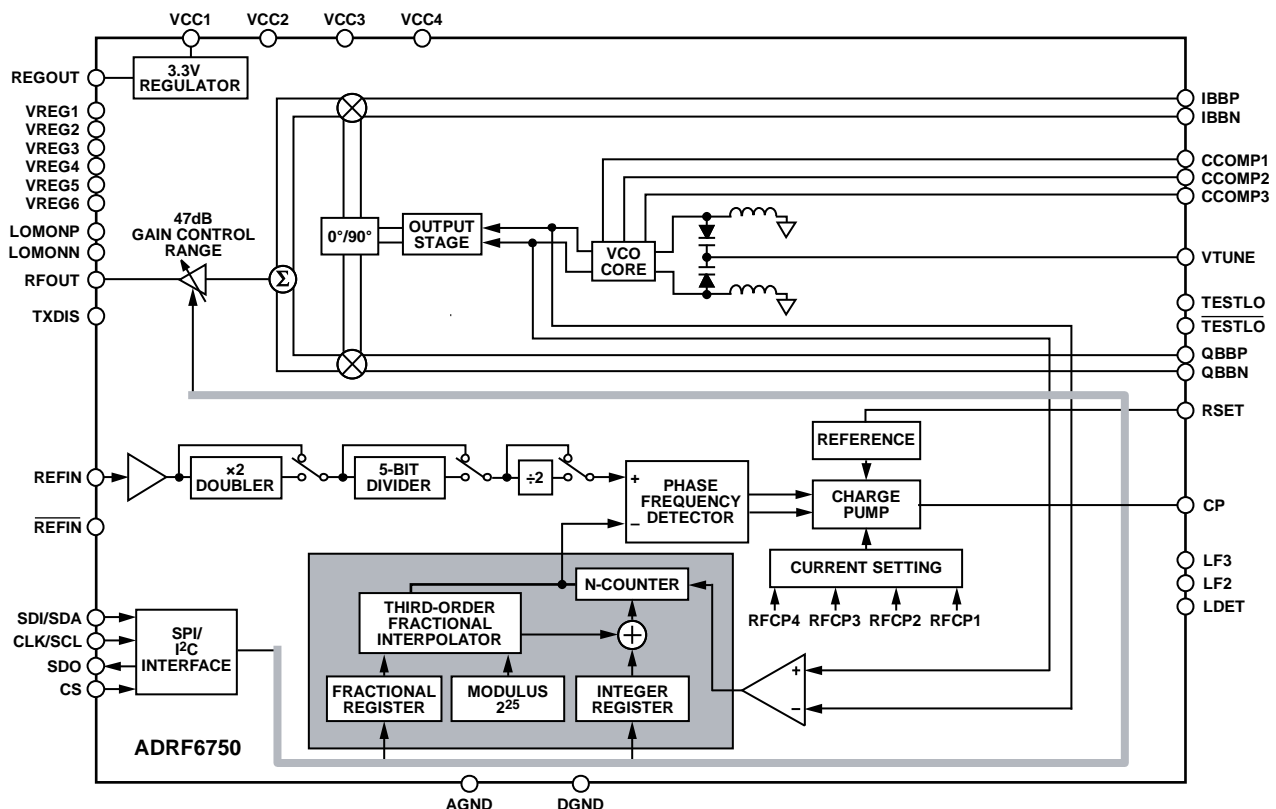 VCC1
VCC2
VCC3
VCC4
REGOUT
3.3V
REGULATOR
VREG1
VREG2
VREG3
VREG4
VREG5
VREG6
LOMONP
LOMONN
RFOUT
TXDIS
47dB
GAIN CONTROL
RANGE
Σ
0°/90°
OUTPUT
STAGE
VCO
CORE
IBBP
IBBN
CCOMP1
CCOMP2
CCOMP3
VTUNE
TESTLO
TESTLO
QBBP
QBBN
RSET
REFERENCE
REFIN
×2
DOUBLER
5-BIT
DIVIDER
÷2
+
−
PHASE
FREQUENCY
DETECTOR
CHARGE
PUMP
CP
REFIN
CURRENT SETTING
RFCP4
RFCP3
RFCP2
RFCP1
LF3
LF2
LDET
N-COUNTER
THIRD-ORDER
FRACTIONAL
INTERPOLATOR
+
FRACTIONAL
REGISTER
MODULUS
2²⁵
INTEGER
REGISTER
+
−
SDI/SDA
CLK/SCL
SDO
CS
SPI/
I²C
INTERFACE
ADRF6750
AGND
DGND